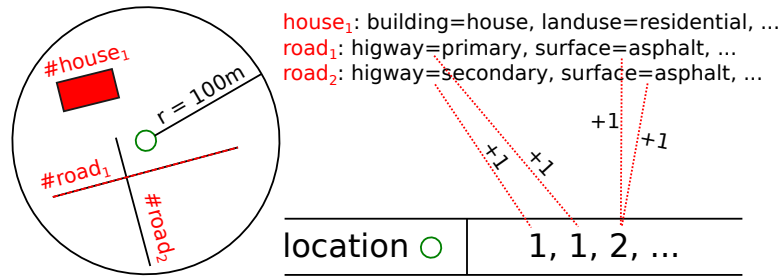 house1: building=house, landuse=residential, ...
road1: higway=primary, surface=asphalt, ...
road2: higway=secondary, surface=asphalt, ...
#house1
r = 100m
#road1
#road2
+1
+1
+1
+1
location
1, 1, 2, ...